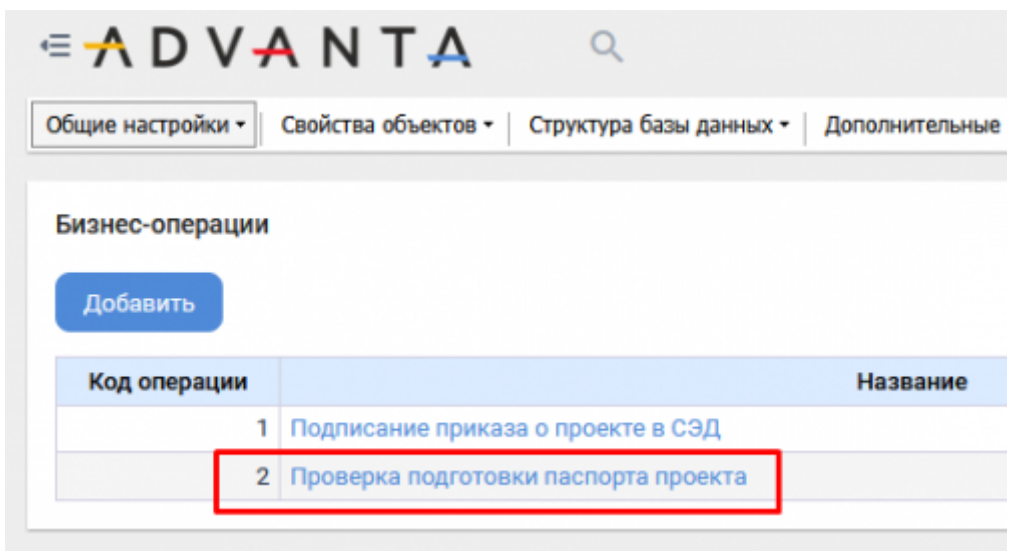 ADVANTA
Общие настройки Свойства объектов Структура базы данных Дополнительные
Бизнес-операции
Добавить
Код операции Название
1 Подписание приказа о проекте в СЭД
2 Проверка подготовки паспорта проекта